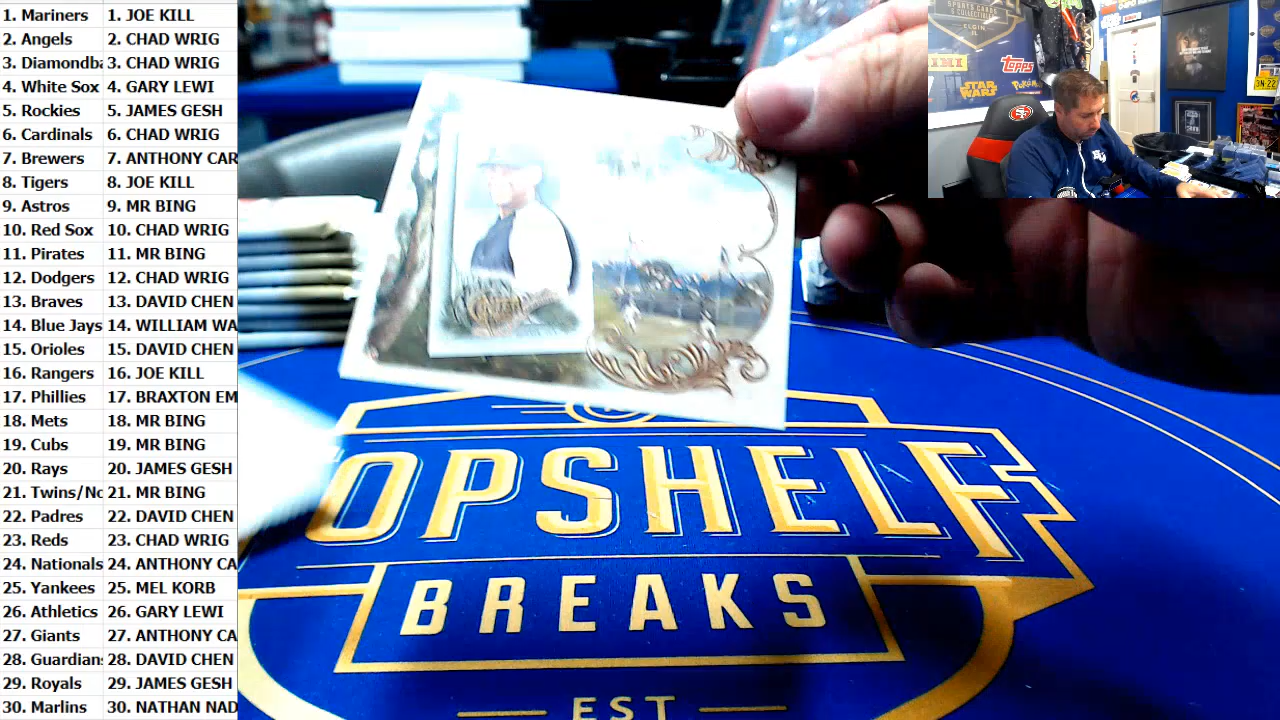 1. Mariners 1. JOE KILL
2. Angels 2. CHAD WRIG
3. Diamondba 3. CHAD WRIG
4. White Sox 4. GARY LEWI
5. Rockies 5. JAMES GESH
6. Cardinals 6. CHAD WRIG
7. Brewers 7. ANTHONY CAR
8. Tigers 8. JOE KILL
9. Astros 9. MR BING
10. Red Sox 10. CHAD WRIG
11. Pirates 11. MR BING
12. Dodgers 12. CHAD WRIG
13. Braves 13. DAVID CHEN
14. Blue Jays 14. WILLIAM WA
15. Orioles 15. DAVID CHEN
16. Rangers 16. JOE KILL
17. Phillies 17. BRAXTON EM
18. Mets 18. MR BING
19. Cubs 19. MR BING
20. Rays 20. JAMES GESH
21. Twins/No 21. MR BING
22. Padres 22. DAVID CHEN
23. Reds 23. CHAD WRIG
24. Nationals 24. ANTHONY CA
25. Yankees 25. MEL KORB
26. Athletics 26. GARY LEWI
27. Giants 27. ANTHONY CA
28. Guardians 28. DAVID CHEN
29. Royals 29. JAMES GESH
30. Marlins 30. NATHAN NAD
SPORTS CARDS
& COLLECTIBLES
ELGIN
IL
Topps
STAR
WARS
OPSHELF
BREAKS
EST